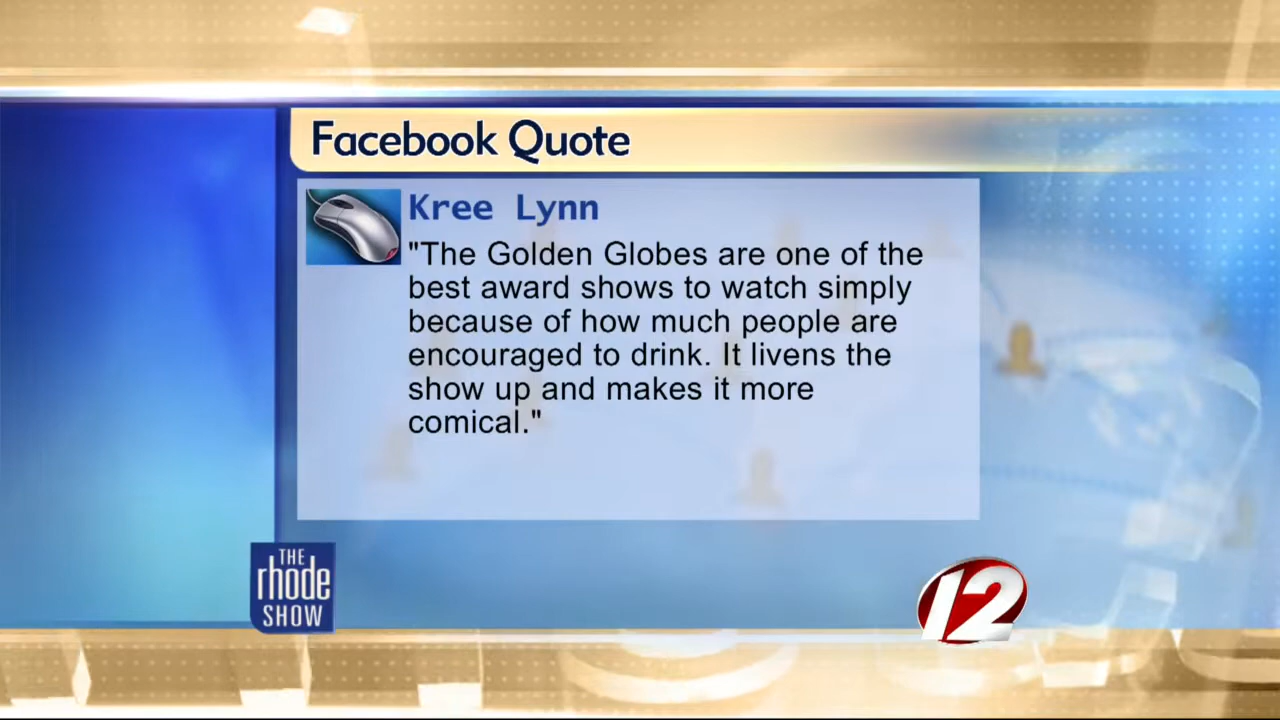 Facebook Quote
Kree Lynn
"The Golden Globes are one of the
best award shows to watch simply
because of how much people are
encouraged to drink. It livens the
show up and makes it more
comical."
THE
rhode
SHOW
12